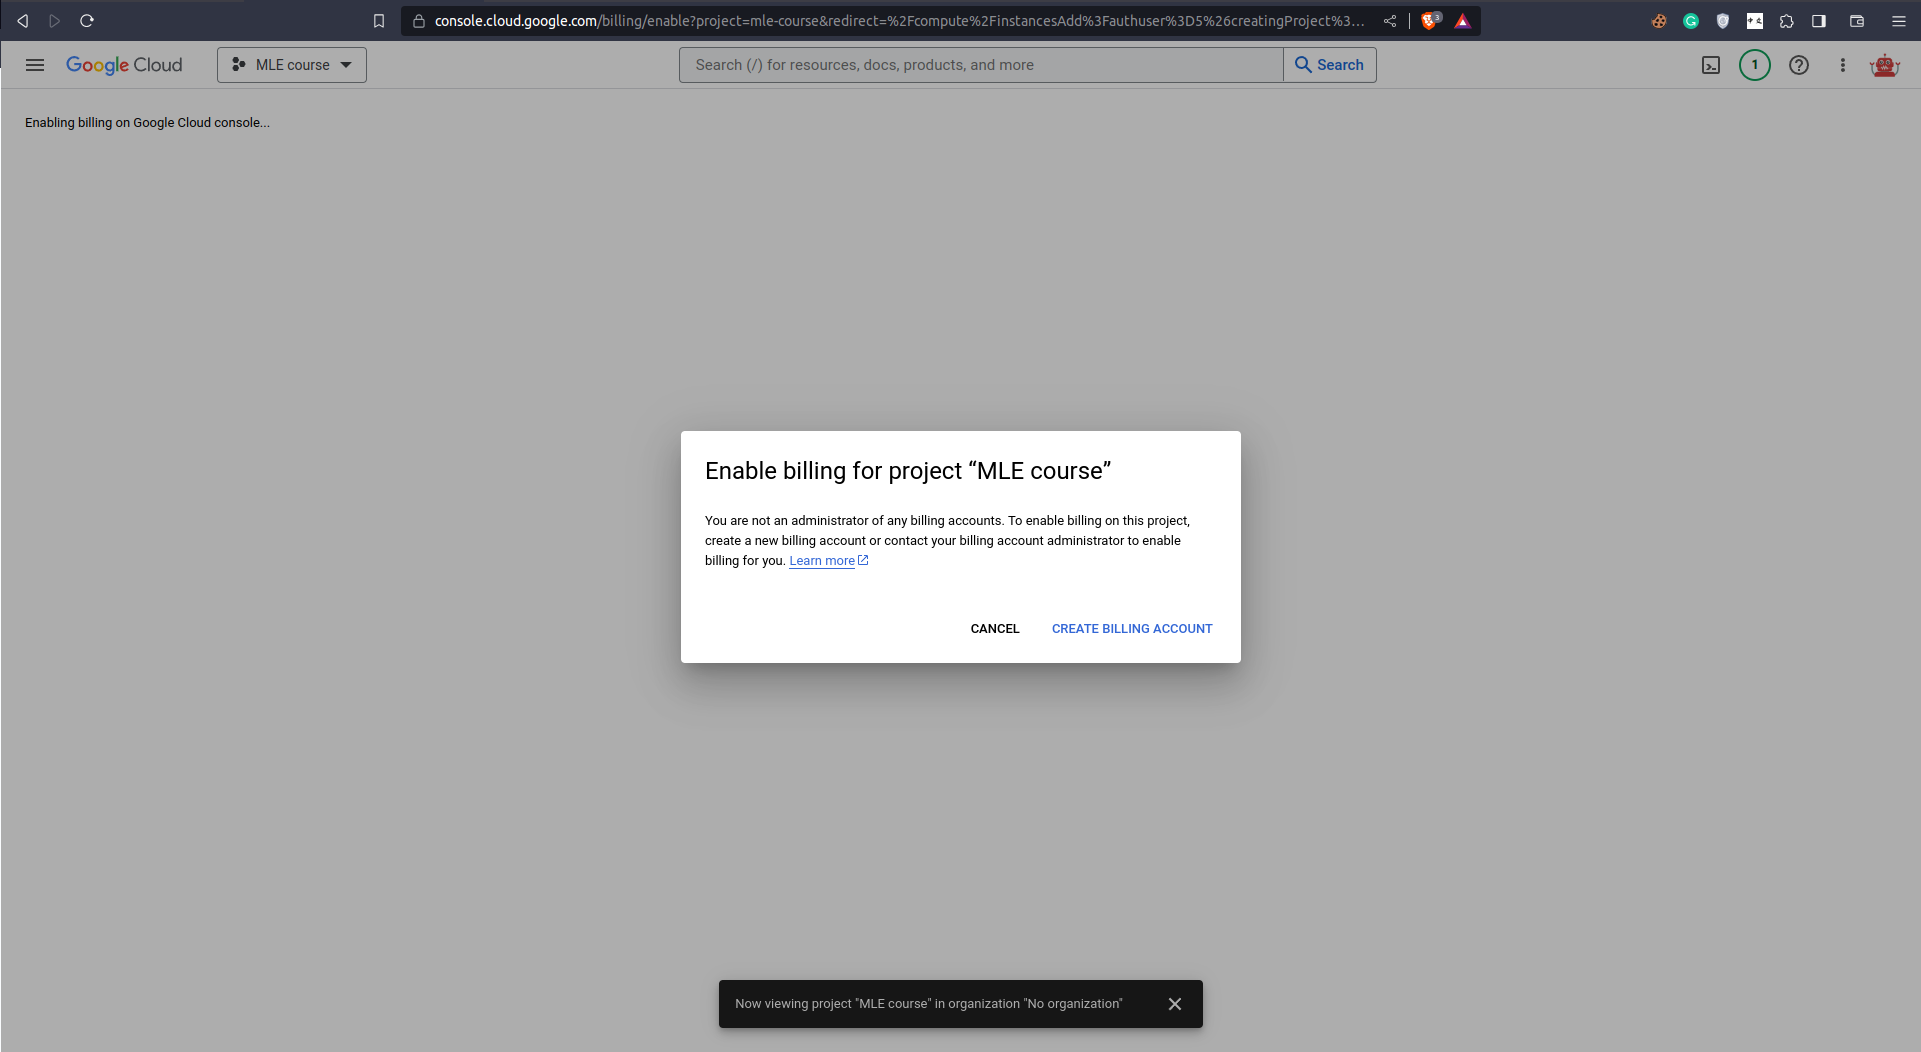 console.cloud.google.com/billing/enable?project=mle-course&redirect=%2Fcompute%2FinstancesAdd%3Fauthuser%3D5%26creatingProject%3...
3
Google Cloud
MLE course
Search (/) for resources, docs, products, and more
Search
1
Enabling billing on Google Cloud console...
Enable billing for project “MLE course”
You are not an administrator of any billing accounts. To enable billing on this project,
create a new billing account or contact your billing account administrator to enable
billing for you. Learn more
CANCEL
CREATE BILLING ACCOUNT
Now viewing project "MLE course" in organization "No organization"